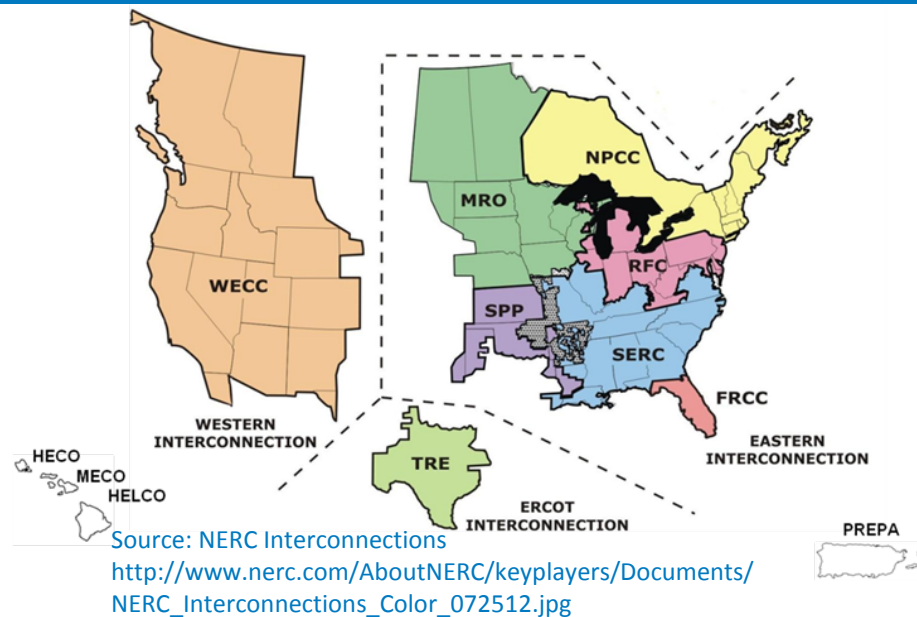 NPCC
MRO
RFC
WECC
SPP
SERC
FRCC
WESTERN
INTERCONNECTION
EASTERN
INTERCONNECTION
HECO
MECO
HELCO
TRE
ERCOT
INTERCONNECTION
PREPA
Source: NERC Interconnections
http://www.nerc.com/AboutNERC/keyplayers/Documents/
NERC_Interconnections_Color_072512.jpg